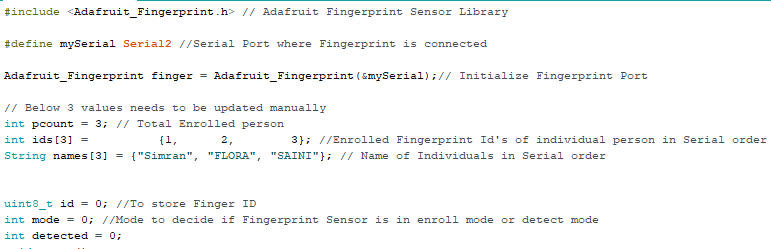 #include <Adafruit_Fingerprint.h> // Adafruit Fingerprint Sensor Library
#define mySerial Serial2 //Serial Port where Fingerprint is connected
Adafruit_Fingerprint finger = Adafruit_Fingerprint(&mySerial);// Initialize Fingerprint Port
// Below 3 values needs to be updated manually
int pcount = 3; // Total Enrolled person
int ids[3] =          {1,      2,        3}; //Enrolled Fingerprint Id's of individual person in Serial order
String names[3] = {"Simran", "FLORA", "SAINI"}; // Name of Individuals in Serial order
uint8_t id = 0; //To store Finger ID
int mode = 0; //Mode to decide if Fingerprint Sensor is in enroll mode or detect mode
int detected = 0;